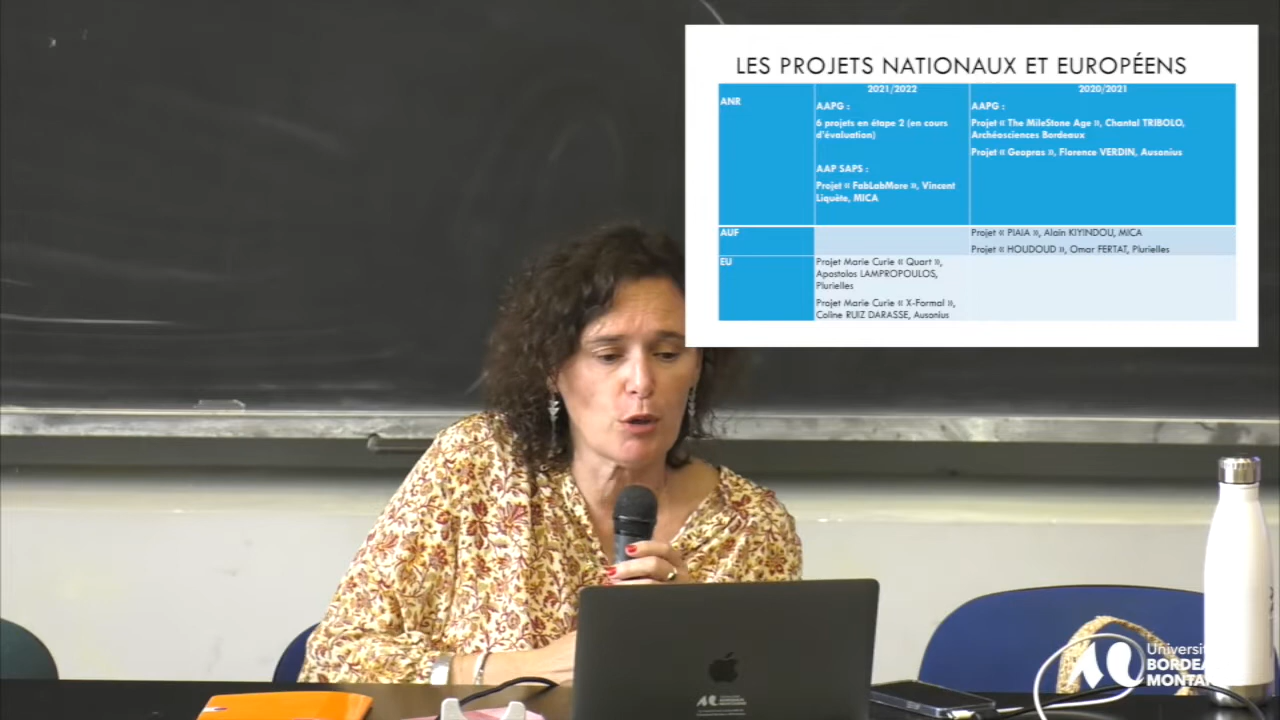 LES PROJETS NATIONAUX ET EUROPÉENS
2021/2022
2020/2021
ANR
AAPG :
6 projets en étape 2 (en cours
d'évaluation)
AAP SAPS :
Projet « FabLabMore », Vincent
Liquète, MICA
AAPG :
Projet « The MileStone Age », Chantal TRIBOLO,
Archéosciences Bordeaux
Projet « Geopras », Florence VERDIN, Ausonius
AUF
Projet « PIAIA », Alain KIYINDOU, MICA
Projet « HOUDOUD », Omar FERTAT, Plurielles
EU
Projet Marie Curie « Quart »,
Apostolos LAMPROPOULOS,
Plurielles
Projet Marie Curie « X-Formal »,
Coline RUIZ DARASSE, Ausonius
Universit
BORDEA
MONTA